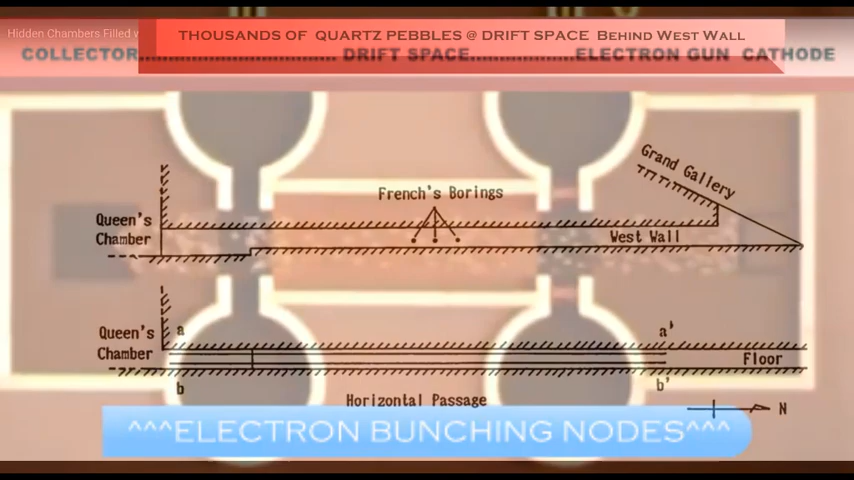 Hidden Chambers Filled w
THOUSANDS OF QUARTZ PEBBLES @ DRIFT SPACE BEHIND WEST WALL
COLLECTOR........................... DRIFT SPACE...............ELECTRON GUN CATHODE
Grand Gallery
French's Borings
Queen's
Chamber
West Wall
Queen's
Chamber
a
a'
Floor
b
b'
Horizontal Passage
N
^^^ELECTRON BUNCHING NODES^^^